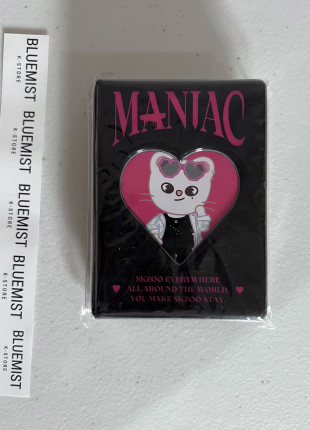 BLUEMIST
K-STORE
BLUEMIST
K-STORE
BLUEMIST
K-STORE
BLUEMIST
K-STORE
BLUEMIST
K-STORE
MANIAC
SKZOO EVERYWHERE
ALL AROUND THE WORLD,
YOU MAKE SKZOO STAY